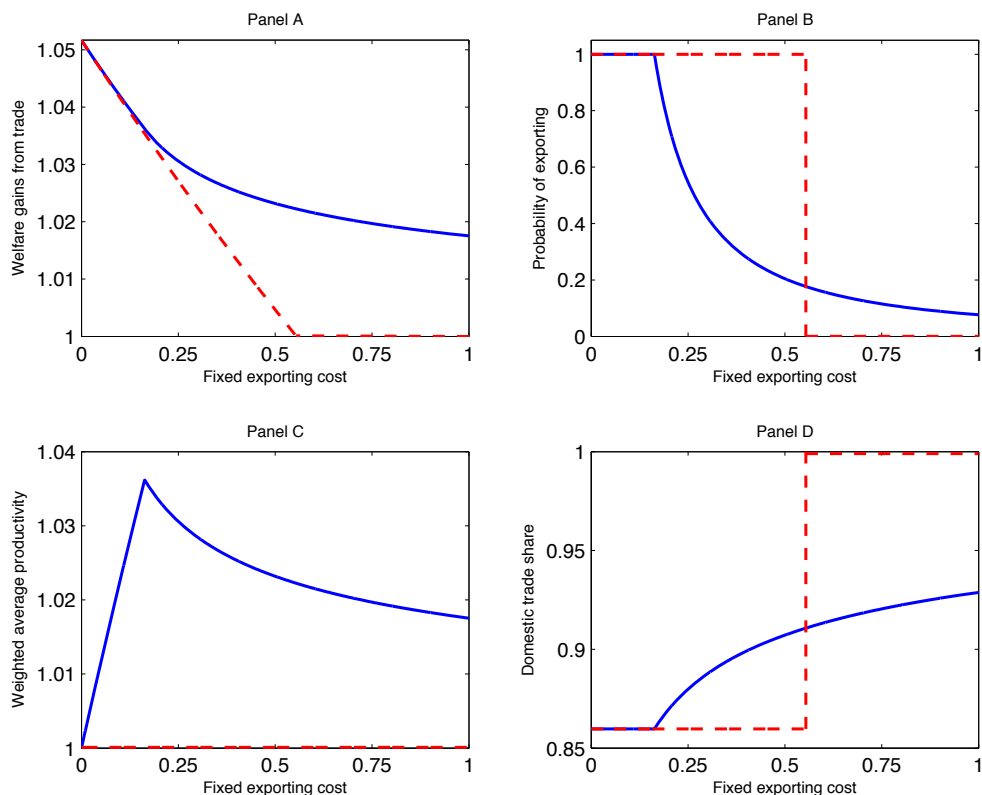 Panel A
Welfare gains from trade
1.05
1.04
1.03
1.02
1.01
1
0 0.25 0.5 0.75 1
Fixed exporting cost
Panel B
Probability of exporting
1
0.8
0.6
0.4
0.2
0
0 0.25 0.5 0.75 1
Fixed exporting cost
Panel C
Weighted average productivity
1.04
1.03
1.02
1.01
1
0 0.25 0.5 0.75 1
Fixed exporting cost
Panel D
Domestic trade share
1
0.95
0.9
0.85
0 0.25 0.5 0.75 1
Fixed exporting cost